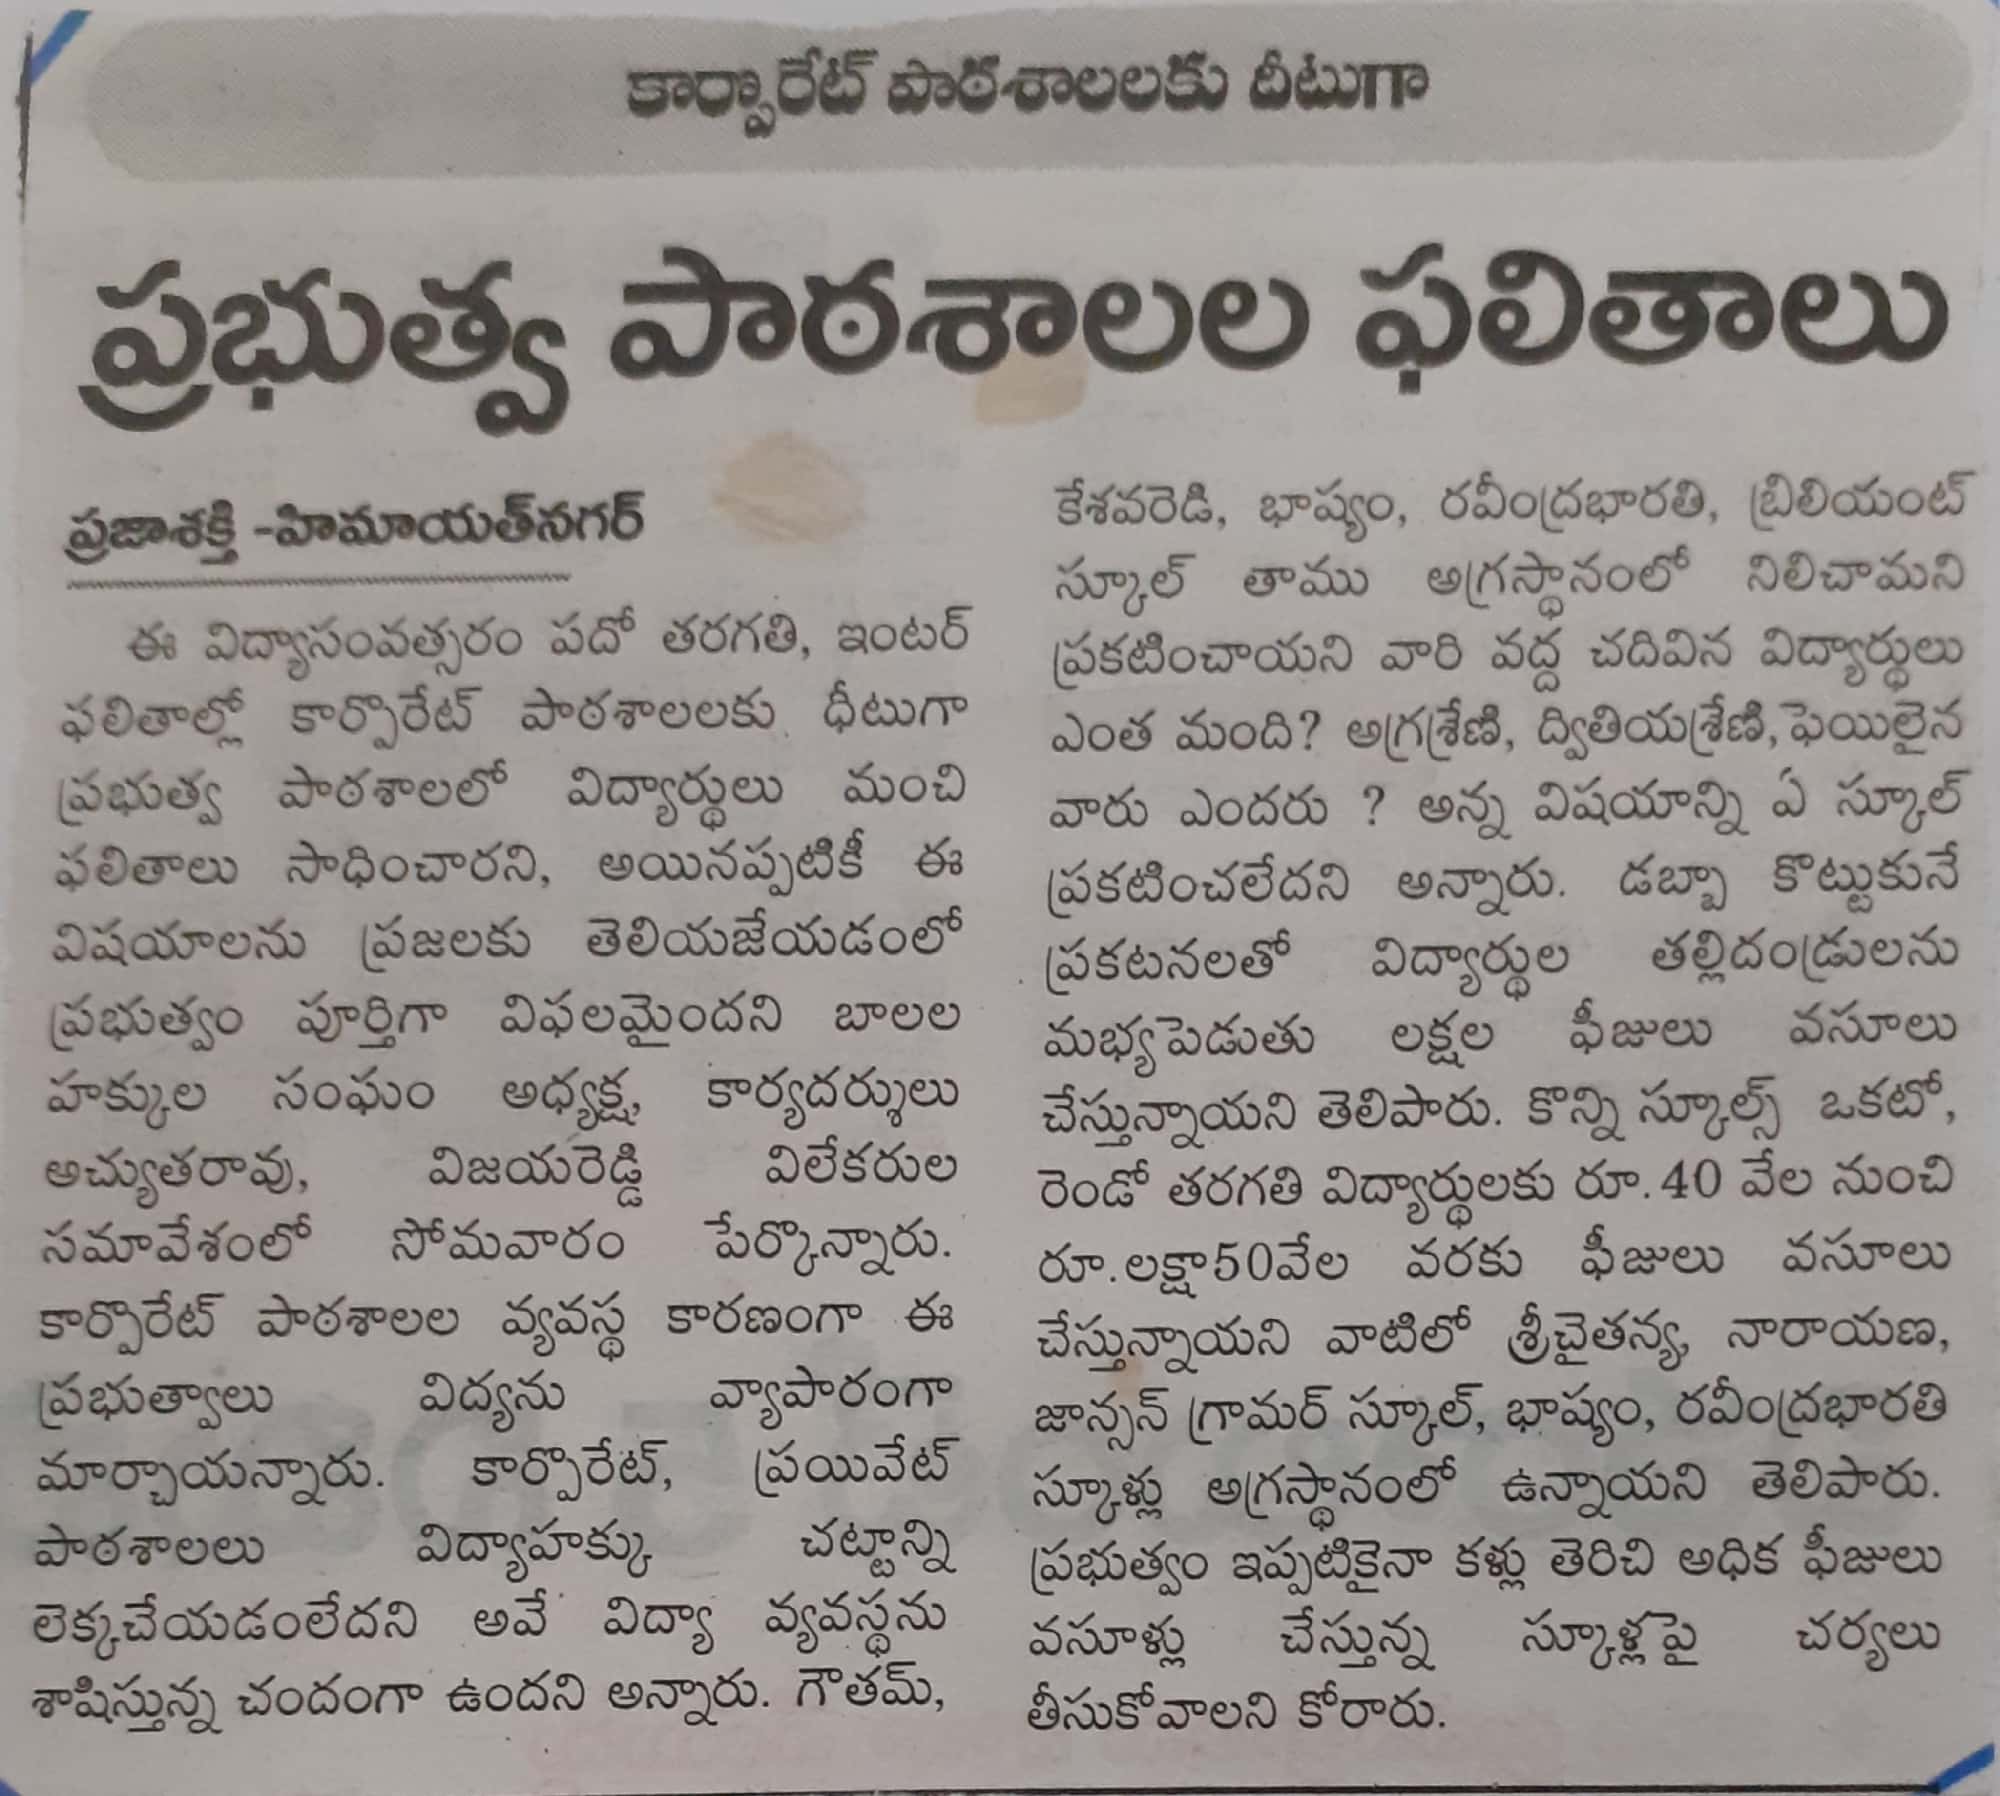 కార్పొరేట్ పాఠశాలలకు దీటుగా
ప్రభుత్వ పాఠశాలల ఫలితాలు
ప్రజాశక్తి -హిమాయత్‌నగర్
ఈ విద్యాసంవత్సరం పదో తరగతి, ఇంటర్
ఫలితాల్లో కార్పొరేట్ పాఠశాలలకు ధీటుగా
ప్రభుత్వ పాఠశాలలో విద్యార్థులు మంచి
ఫలితాలు సాధించారని, అయినప్పటికీ ఈ
విషయాలను ప్రజలకు తెలియజేయడంలో
ప్రభుత్వం పూర్తిగా విఫలమైందని బాలల
హక్కుల సంఘం అధ్యక్ష, కార్యదర్శులు
అచ్యుతరావు, విజయరెడ్డి విలేకరుల
సమావేశంలో సోమవారం పేర్కొన్నారు.
కార్పొరేట్ పాఠశాలల వ్యవస్థ కారణంగా ఈ
ప్రభుత్వాలు విద్యను వ్యాపారంగా
మార్చాయన్నారు. కార్పొరేట్, ప్రయివేట్
పాఠశాలలు విద్యాహక్కు చట్టాన్ని
లెక్కచేయడంలేదని అవే విద్యా వ్యవస్థను
శాషిస్తున్న చందంగా ఉందని అన్నారు. గౌతమ్,
కేశవరెడి, భాష్యం, రవీంద్రభారతి, బ్రిలియంట్
స్కూల్ తాము అగ్రస్థానంలో నిలిచామని
ప్రకటించాయని వారి వద్ద చదివిన విద్యార్థులు
ఎంత మంది? అగ్రశ్రేణి, ద్వితియశ్రేణి, ఫెయిలైన
వారు ఎందరు ? అన్న విషయాన్ని ఏ స్కూల్
ప్రకటించలేదని అన్నారు. డబ్బా కొట్టుకునే
ప్రకటనలతో విద్యార్థుల తల్లిదండ్రులను
మభ్యపెడుతు లక్షల ఫీజులు వసూలు
చేస్తున్నాయని తెలిపారు. కొన్ని స్కూల్స్ ఒకటో,
రెండో తరగతి విద్యార్థులకు రూ.40 వేల నుంచి
రూ.లక్షా50వేల వరకు ఫీజులు వసూలు
చేస్తున్నాయని వాటిలో శ్రీచైతన్య, నారాయణ,
జాన్సన్ గ్రామర్ స్కూల్, భాష్యం, రవీంద్రభారతి
స్కూళ్లు అగ్రస్థానంలో ఉన్నాయని తెలిపారు.
ప్రభుత్వం ఇప్పటికైనా కళ్లు తెరిచి అధిక ఫీజులు
వసూళ్లు చేస్తున్న స్కూళ్లపై చర్యలు
తీసుకోవాలని కోరారు.